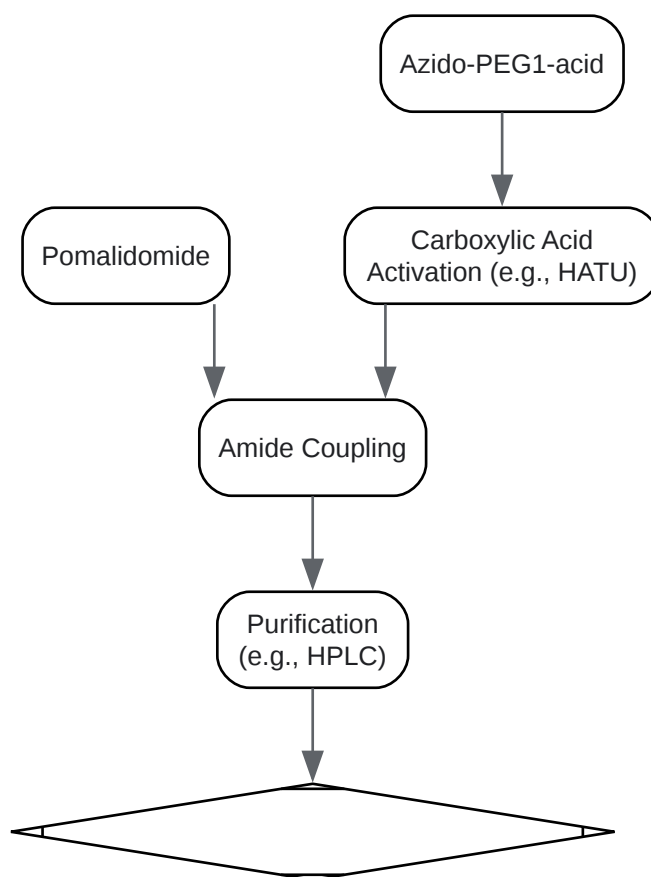 Azido-PEG1-acid
Pomalidomide
Carboxylic Acid
Activation (e.g., HATU)
Amide Coupling
Purification
(e.g., HPLC)